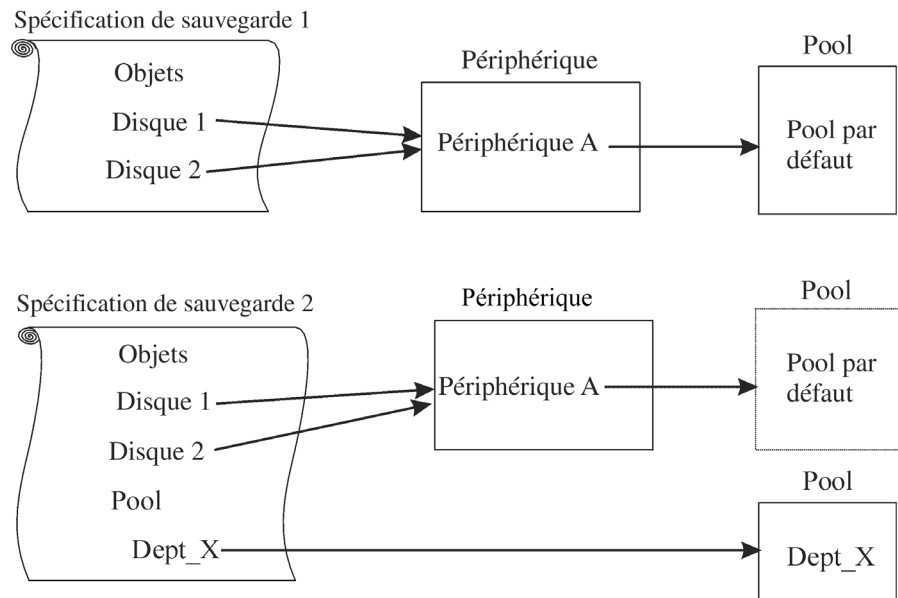 Spécification de sauvegarde 1
Objets
Disque 1
Disque 2
Périphérique
Périphérique A
Pool
Pool par
défaut
Spécification de sauvegarde 2
Objets
Disque 1
Disque 2
Pool
Dept_X
Périphérique
Périphérique A
Pool
Pool par
défaut
Pool
Dept_X